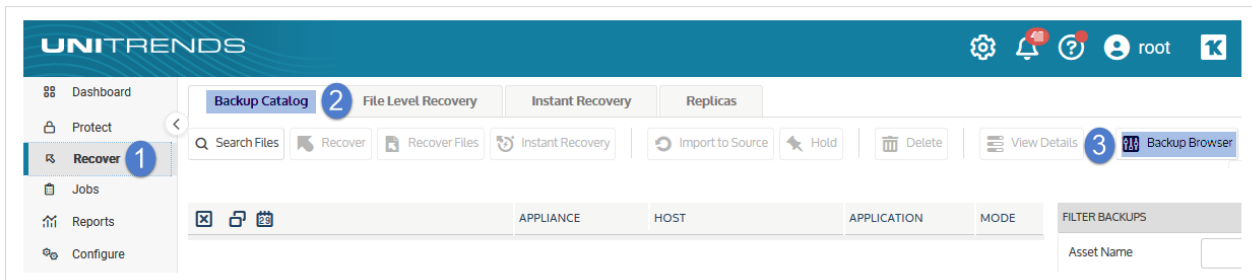 UNITRENDS
root
Dashboard
Protect
Recover 1
Jobs
Reports
Configure
Backup Catalog 2 File Level Recovery Instant Recovery Replicas
Search Files Recover Recover Files Instant Recovery Import to Source Hold Delete View Details 3 Backup Browser
29 APPLIANCE HOST APPLICATION MODE FILTER BACKUPS
Asset Name